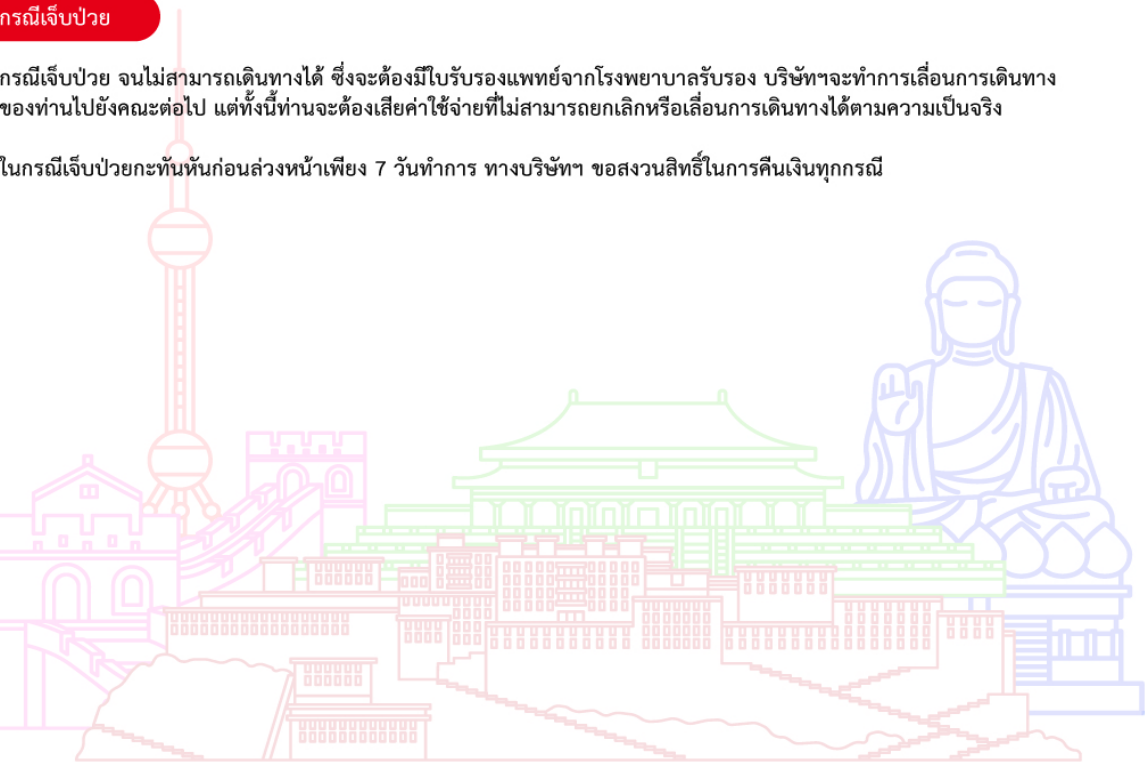 กรณีเจ็บป่วย
กรณีเจ็บป่วย จนไม่สามารถเดินทางได้ ซึ่งจะต้องมีใบรับรองแพทย์จากโรงพยาบาลรับรอง บริษัทฯจะทำการเลื่อนการเดินทาง
ของท่านไปยังคณะต่อไป แต่ทั้งนี้ท่านจะต้องเสียค่าใช้จ่ายที่ไม่สามารถยกเลิกหรือเลื่อนการเดินทางได้ตามความเป็นจริง
ในกรณีเจ็บป่วยกะทันหันก่อนล่วงหน้าเพียง 7 วันทำการ ทางบริษัทฯ ขอสงวนสิทธิ์ในการคืนเงินทุกกรณี